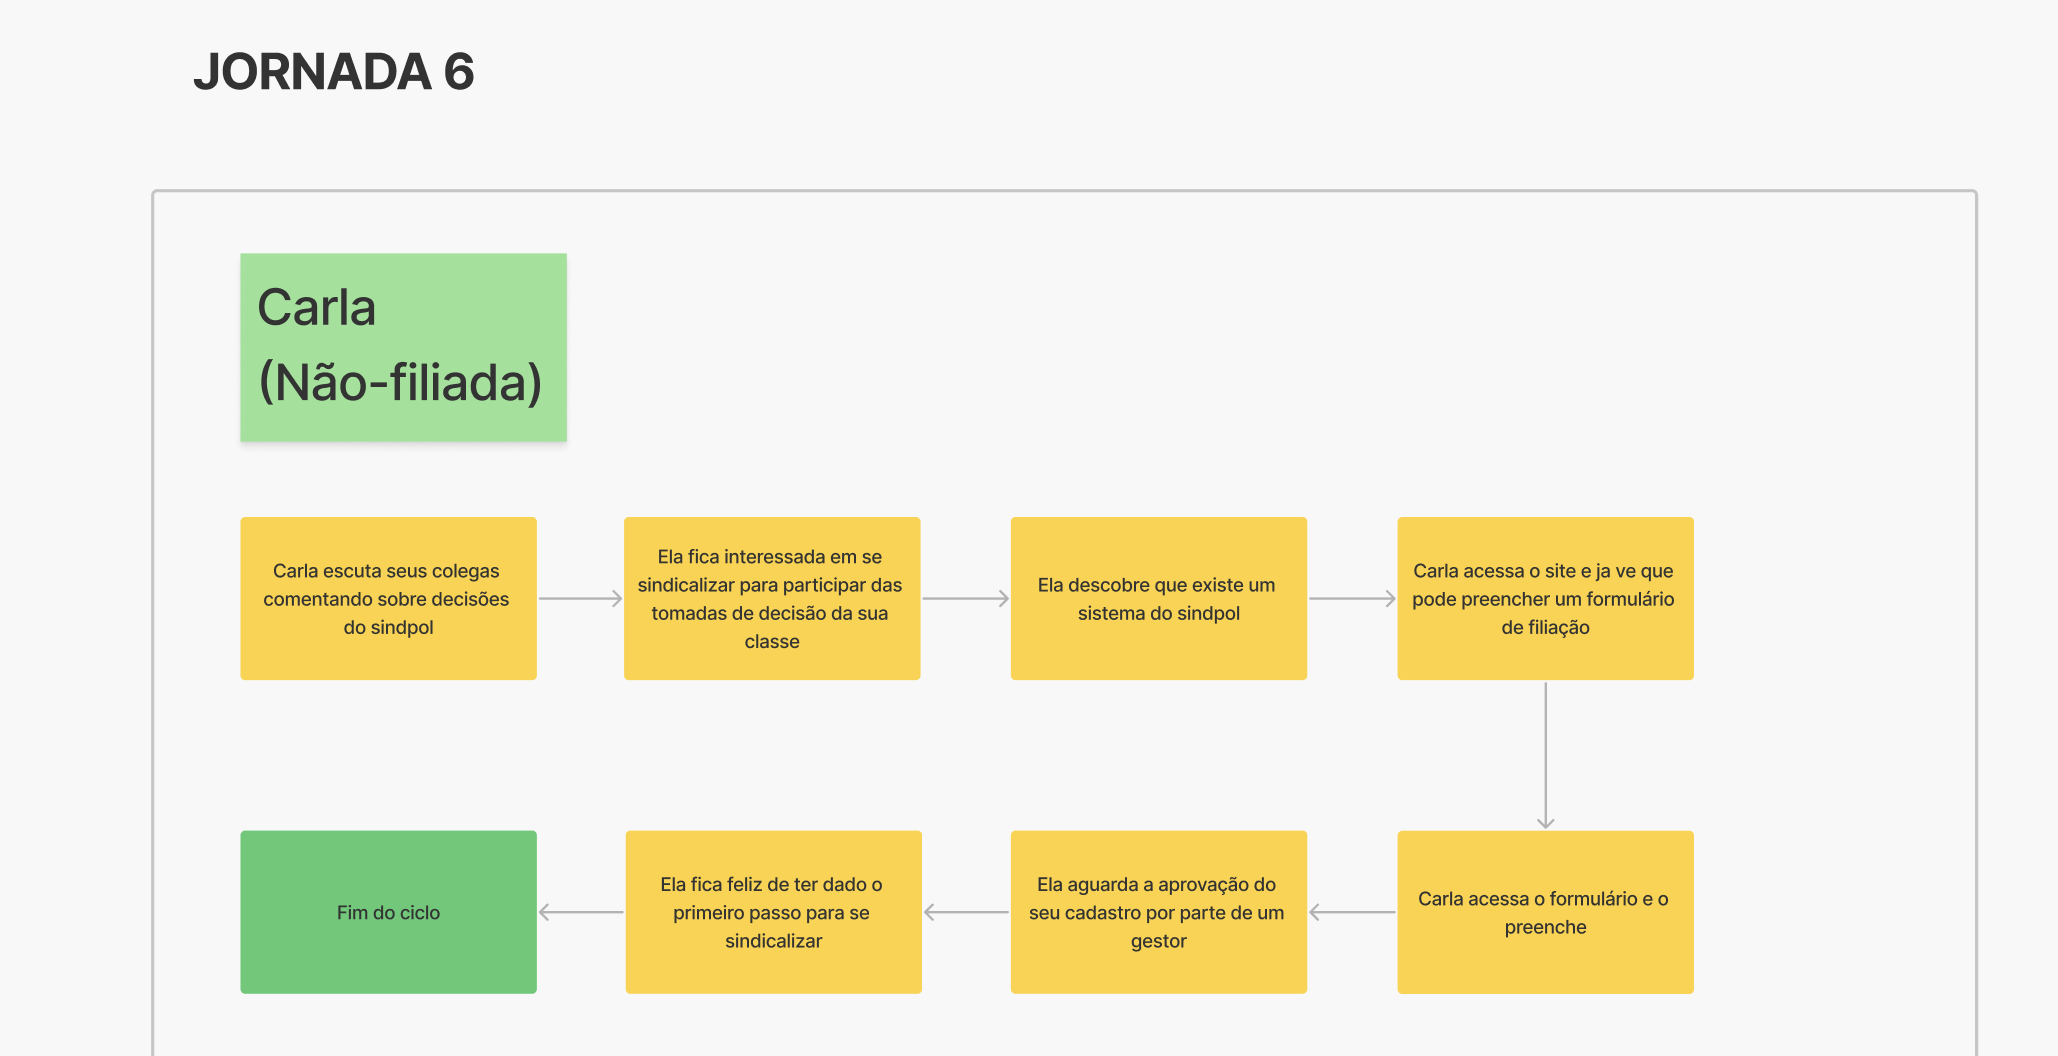 JORNADA 6
Carla
(Não-filiada)
Carla escuta seus colegas
comentando sobre decisões
do sindpol
Ela fica interessada em se
sindicalizar para participar das
tomadas de decisão da sua
classe
Ela descobre que existe um
sistema do sindpol
Carla acessa o site e ja ve que
pode preencher um formulário
de filiação
Carla acessa o formulário e o
preenche
Ela aguarda a aprovação do
seu cadastro por parte de um
gestor
Ela fica feliz de ter dado o
primeiro passo para se
sindicalizar
Fim do ciclo